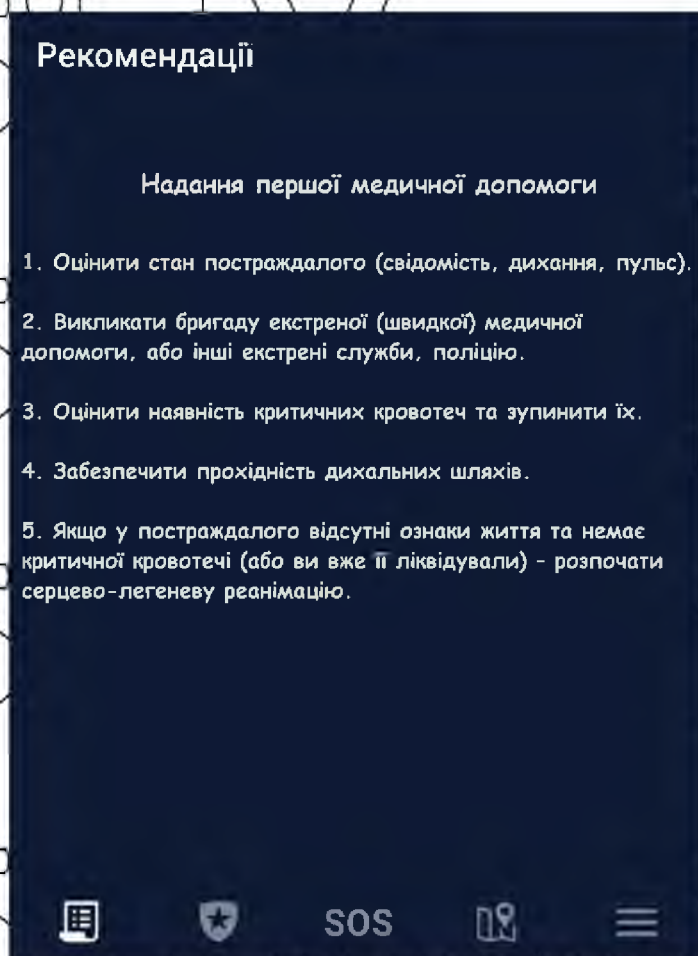 Рекомендації
Надання першої медичної допомоги
1. Оцінити стан постраждалого (свідомість, дихання, пульс).
2. Викликати бригаду екстреної (швидкої) медичної
допомоги, або інші екстрені служби, поліцію.
3. Оцінити наявність критичних кровотеч та зупинити їх.
4. Забезпечити прохідність дихальних шляхів.
5. Якщо у постраждалого відсутні ознаки життя та немає
критичної кровотечі (або ви вже її ліквідували) - розпочати
серцево-легеневу реанімацію.
SOS